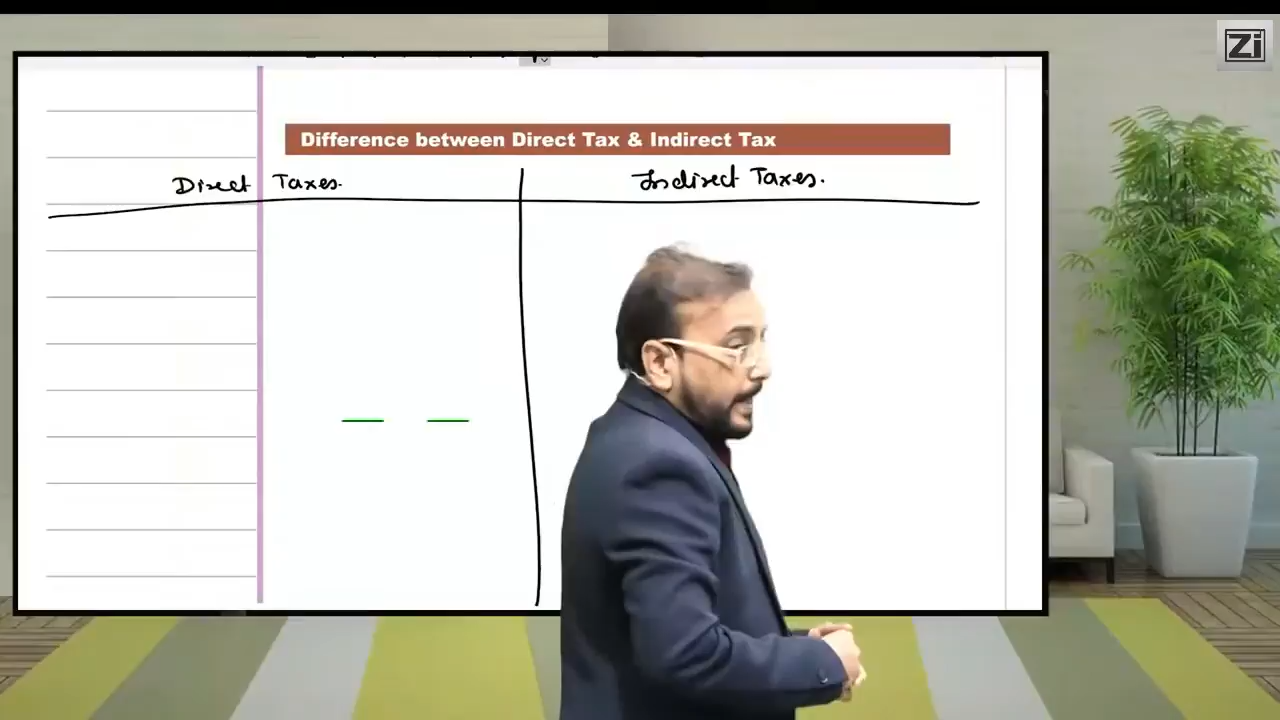 Zi
Difference between Direct Tax & Indirect Tax
Direct Taxes.
Indirect Taxes.